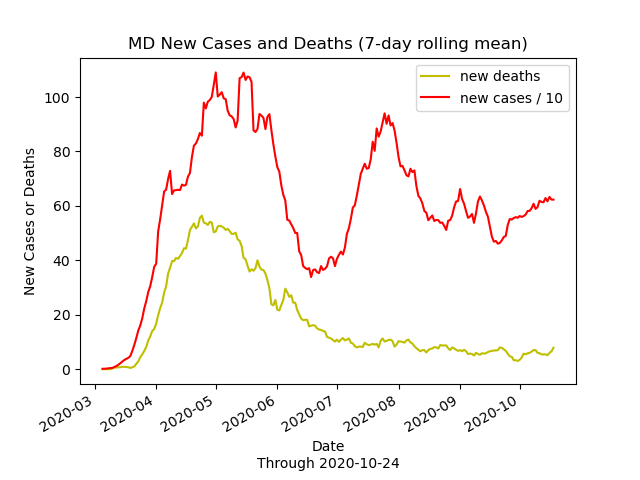 MD New Cases and Deaths (7-day rolling mean)
new deaths
new cases / 10
New Cases or Deaths
100
80
60
40
20
0
2020-03
2020-04
2020-05
2020-06
2020-07
2020-08
2020-09
2020-10
Date
Through 2020-10-24